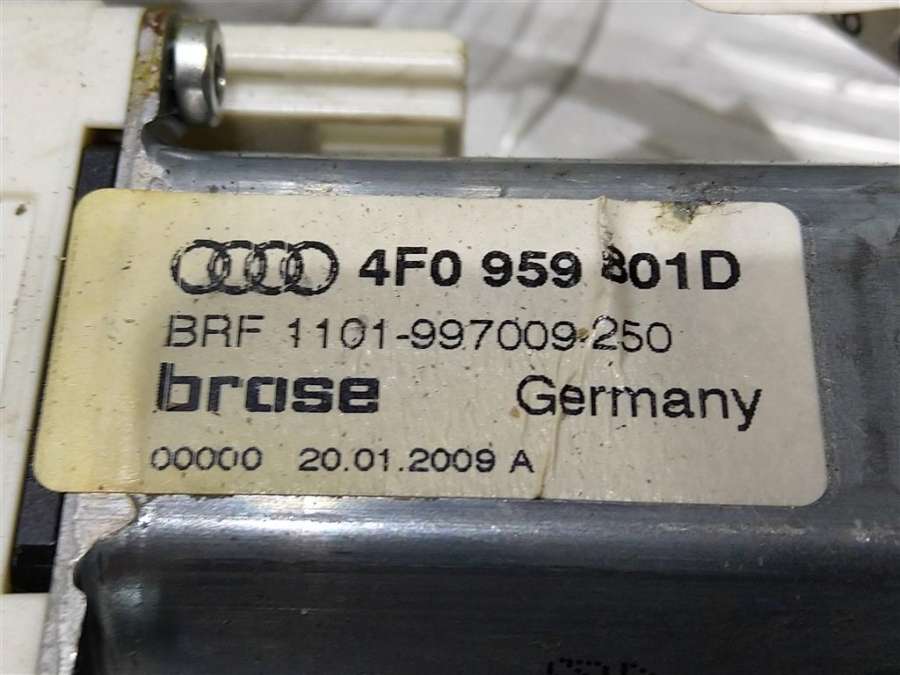 4F0 959 801D
BRF 1101-997009-250
brose Germany
00000 20.01.2009 A